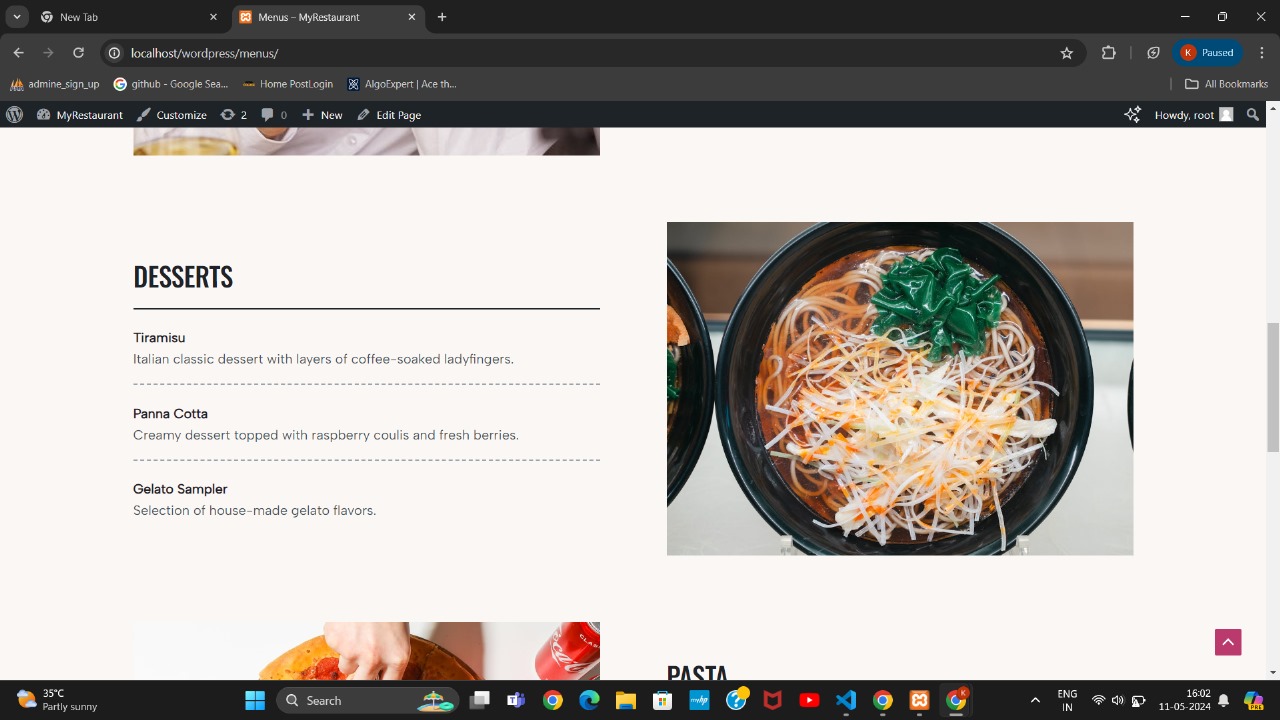 New Tab
Menus – MyRestaurant
localhost/wordpress/menus/
K Paused
admine_sign_up
github - Google Sea...
Home PostLogin
AlgoExpert | Ace th...
All Bookmarks
MyRestaurant
Customize
2
0
New
Edit Page
Howdy, root
DESSERTS
Tiramisu
Italian classic dessert with layers of coffee-soaked ladyfingers.
Panna Cotta
Creamy dessert topped with raspberry coulis and fresh berries.
Gelato Sampler
Selection of house-made gelato flavors.
PASTA
35°C
Partly sunny
Search
ENG
IN
16:02
11-05-2024